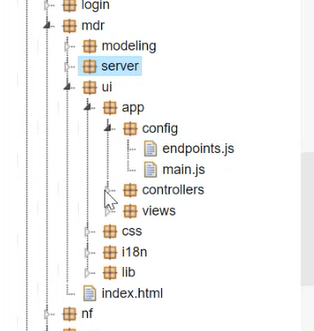 login
mdr
modeling
server
ui
app
config
endpoints.js
main.js
controllers
views
css
i18n
lib
index.html
nf